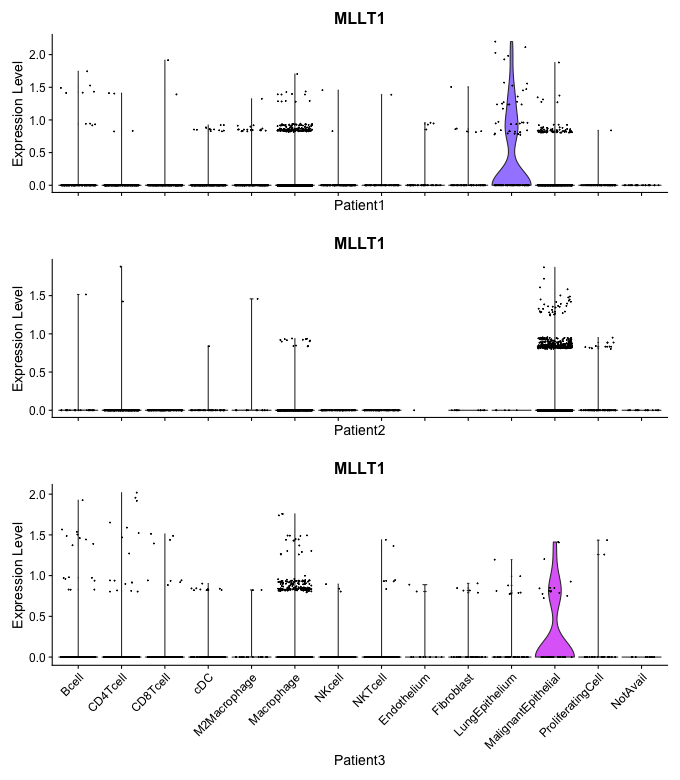 MLLT1
Expression Level
2.0
1.5
1.0
0.5
0.0
Patient1
MLLT1
Expression Level
1.5
1.0
0.5
0.0
Patient2
MLLT1
Expression Level
2.0
1.5
1.0
0.5
0.0
Bcell
CD4Tcell
CD8Tcell
cDC
M2Macrophage
Macrophage
NKcell
NKTcell
Endothelium
Fibroblast
LungEpithelium
MalignantEpithelial
ProliferatingCell
NotAvail
Patient3